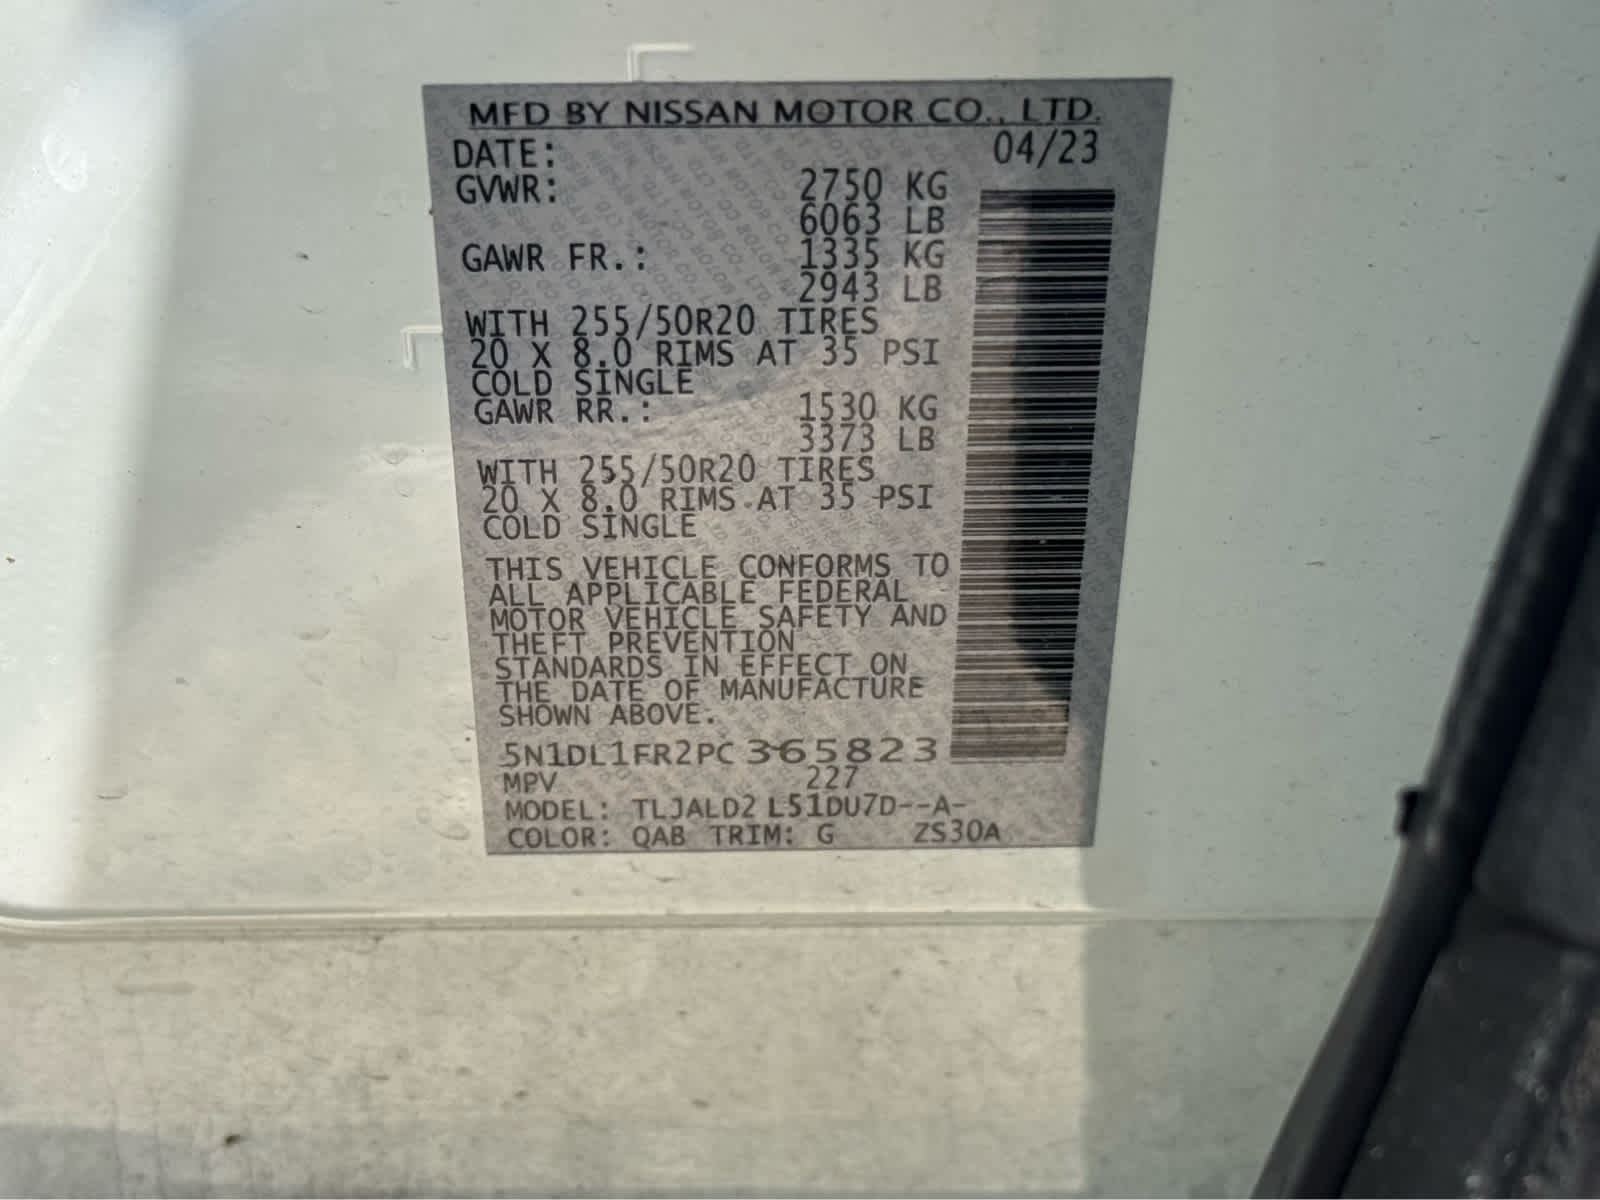 MFD BY NISSAN MOTOR CO., LTD.
DATE: 04/23
GVWR: 2750 KG
6063 LB
GAWR FR.: 1335 KG
2943 LB
WITH 255/50R20 TIRES
20 X 8.0 RIMS AT 35 PSI
COLD SINGLE
GAWR RR.: 1530 KG
3373 LB
WITH 255/50R20 TIRES
20 X 8.0 RIMS AT 35 PSI
COLD SINGLE
THIS VEHICLE CONFORMS TO
ALL APPLICABLE FEDERAL
MOTOR VEHICLE SAFETY AND
THEFT PREVENTION
STANDARDS IN EFFECT ON
THE DATE OF MANUFACTURE
SHOWN ABOVE.
5N1DL1FR2PC365823
MPV 227
MODEL: TLJALD2 L51DU7D--A-
COLOR: QAB TRIM: G ZS30A